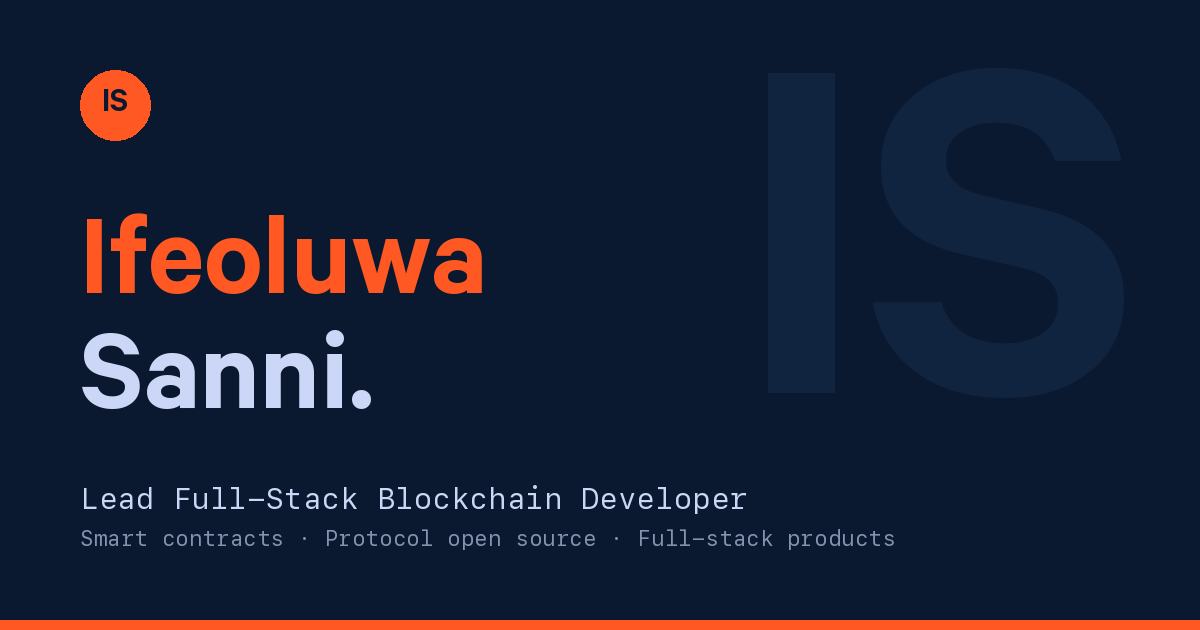 IS
IS
Ifeoluwa
Sanni.
Lead Full-Stack Blockchain Developer
Smart contracts · Protocol open source · Full-stack products